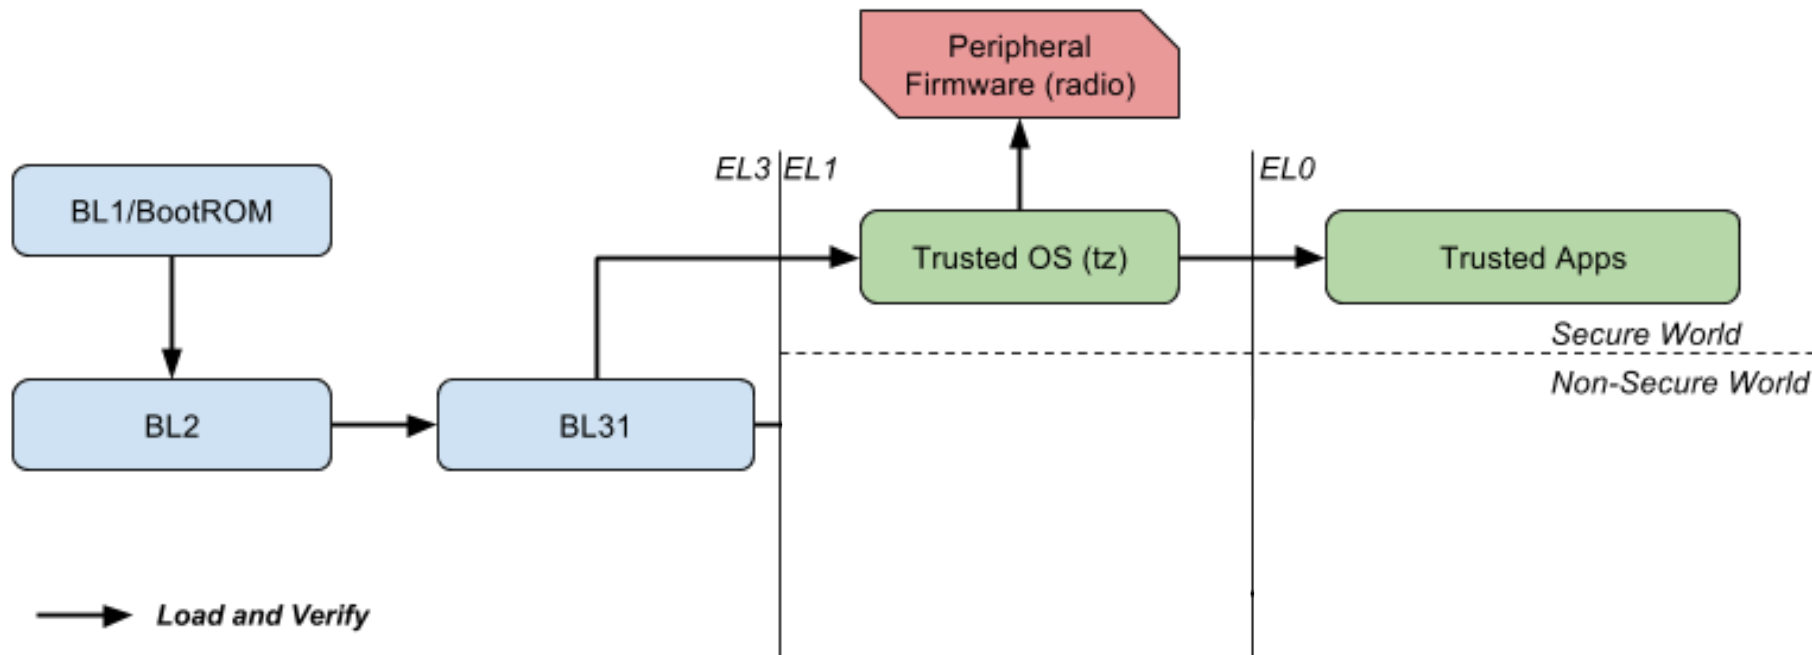 Peripheral
Firmware (radio)
EL3
EL1
EL0
BL1/BootROM
Trusted OS (tz)
Trusted Apps
Secure World
Non-Secure World
BL2
BL31
Load and Verify